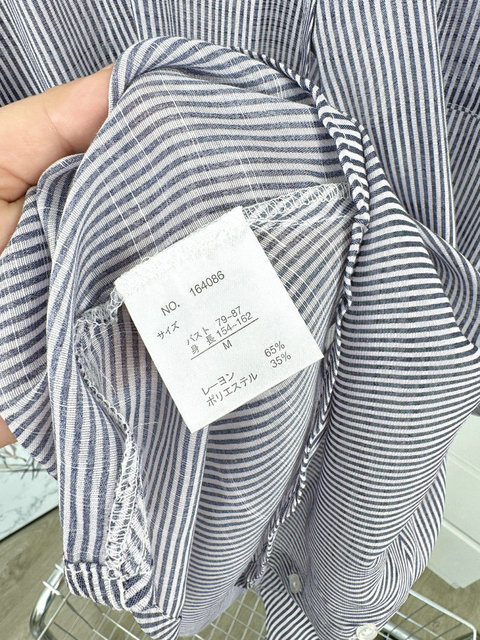 NO. 164086
サイズ
バスト 79-87
身 長 154-162
M
レーヨン 65%
ポリエステル 35%